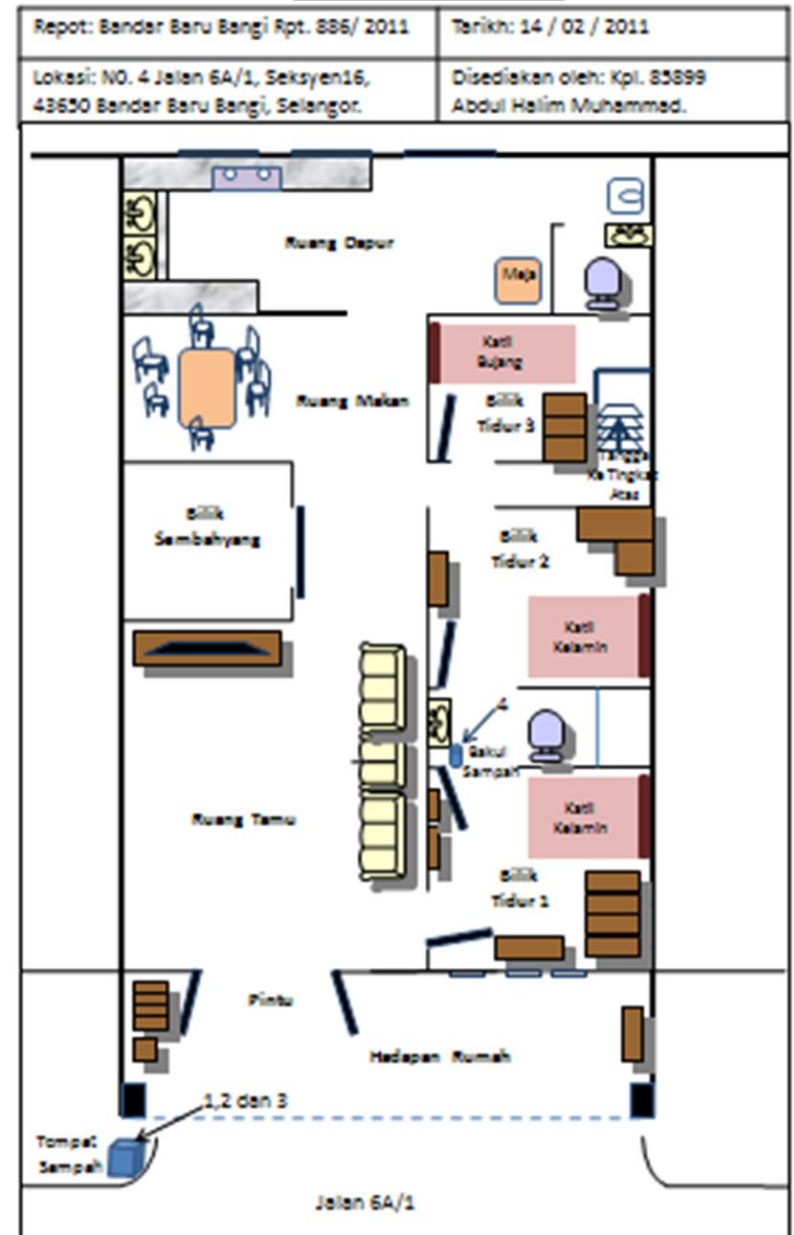 Repot: Bandar Baru Bangi Rpt. 886/ 2011
Tarikh: 14 / 02 / 2011
Lokasi: N0. 4 Jalan 6A/1, Seksyen16,
43650 Bandar Baru Bangi, Selangor.
Disediakan oleh: Kpl. 85899
Abdul Halim Muhammad.
Ruang Dapur
Meja
Katil
Bujang
Ruang Makan
Bilik
Tidur 3
Tangga
Ke Tingkat
Atas
Bilik
Sembahyang
Bilik
Tidur 2
Katil
Kelamin
4
Bakul
Sampah
Ruang Tamu
Katil
Kelamin
Bilik
Tidur 1
Pintu
Hadapan Rumah
1,2 dan 3
Tompat
Sampah
Jalan 6A/1